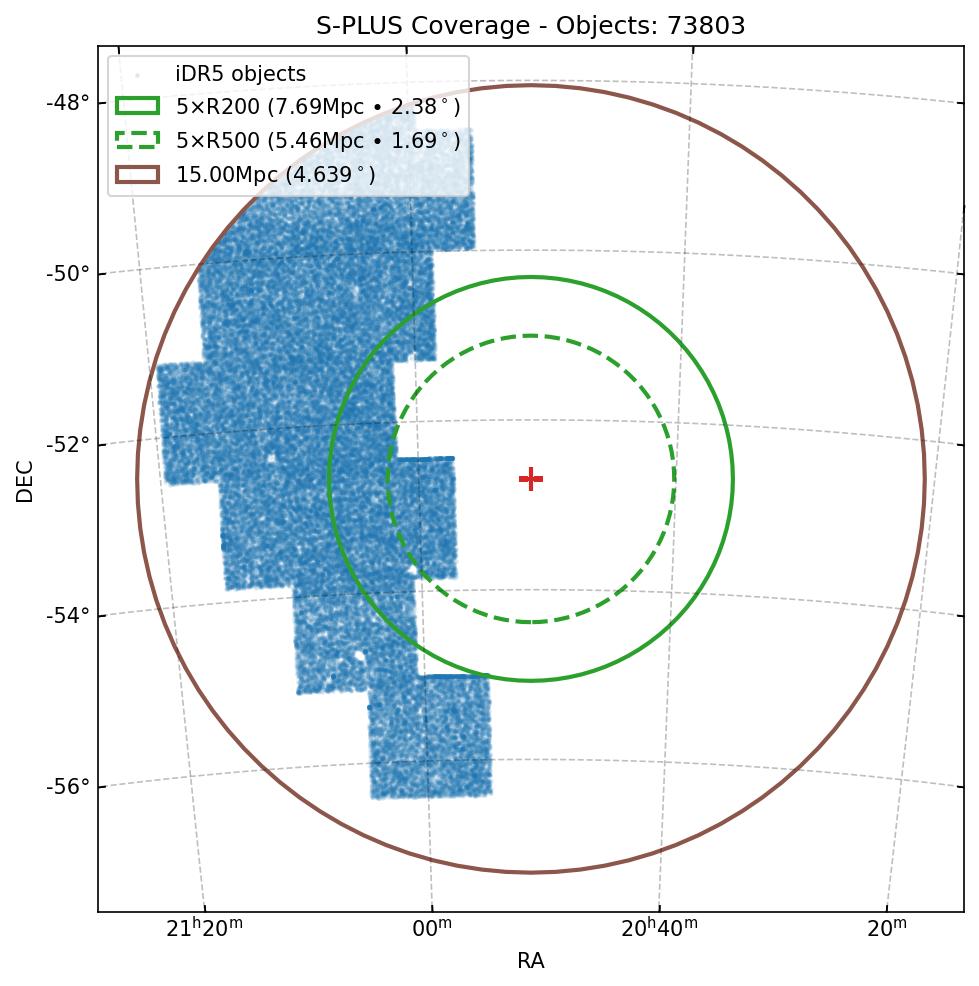 S-PLUS Coverage - Objects: 73803
iDR5 objects
5×R200 (7.69Mpc • 2.38°)
5×R500 (5.46Mpc • 1.69°)
15.00Mpc (4.639°)
-48°
-50°
-52°
-54°
-56°
DEC
21ʰ20ᵐ 00ᵐ 20ʰ40ᵐ 20ᵐ
RA